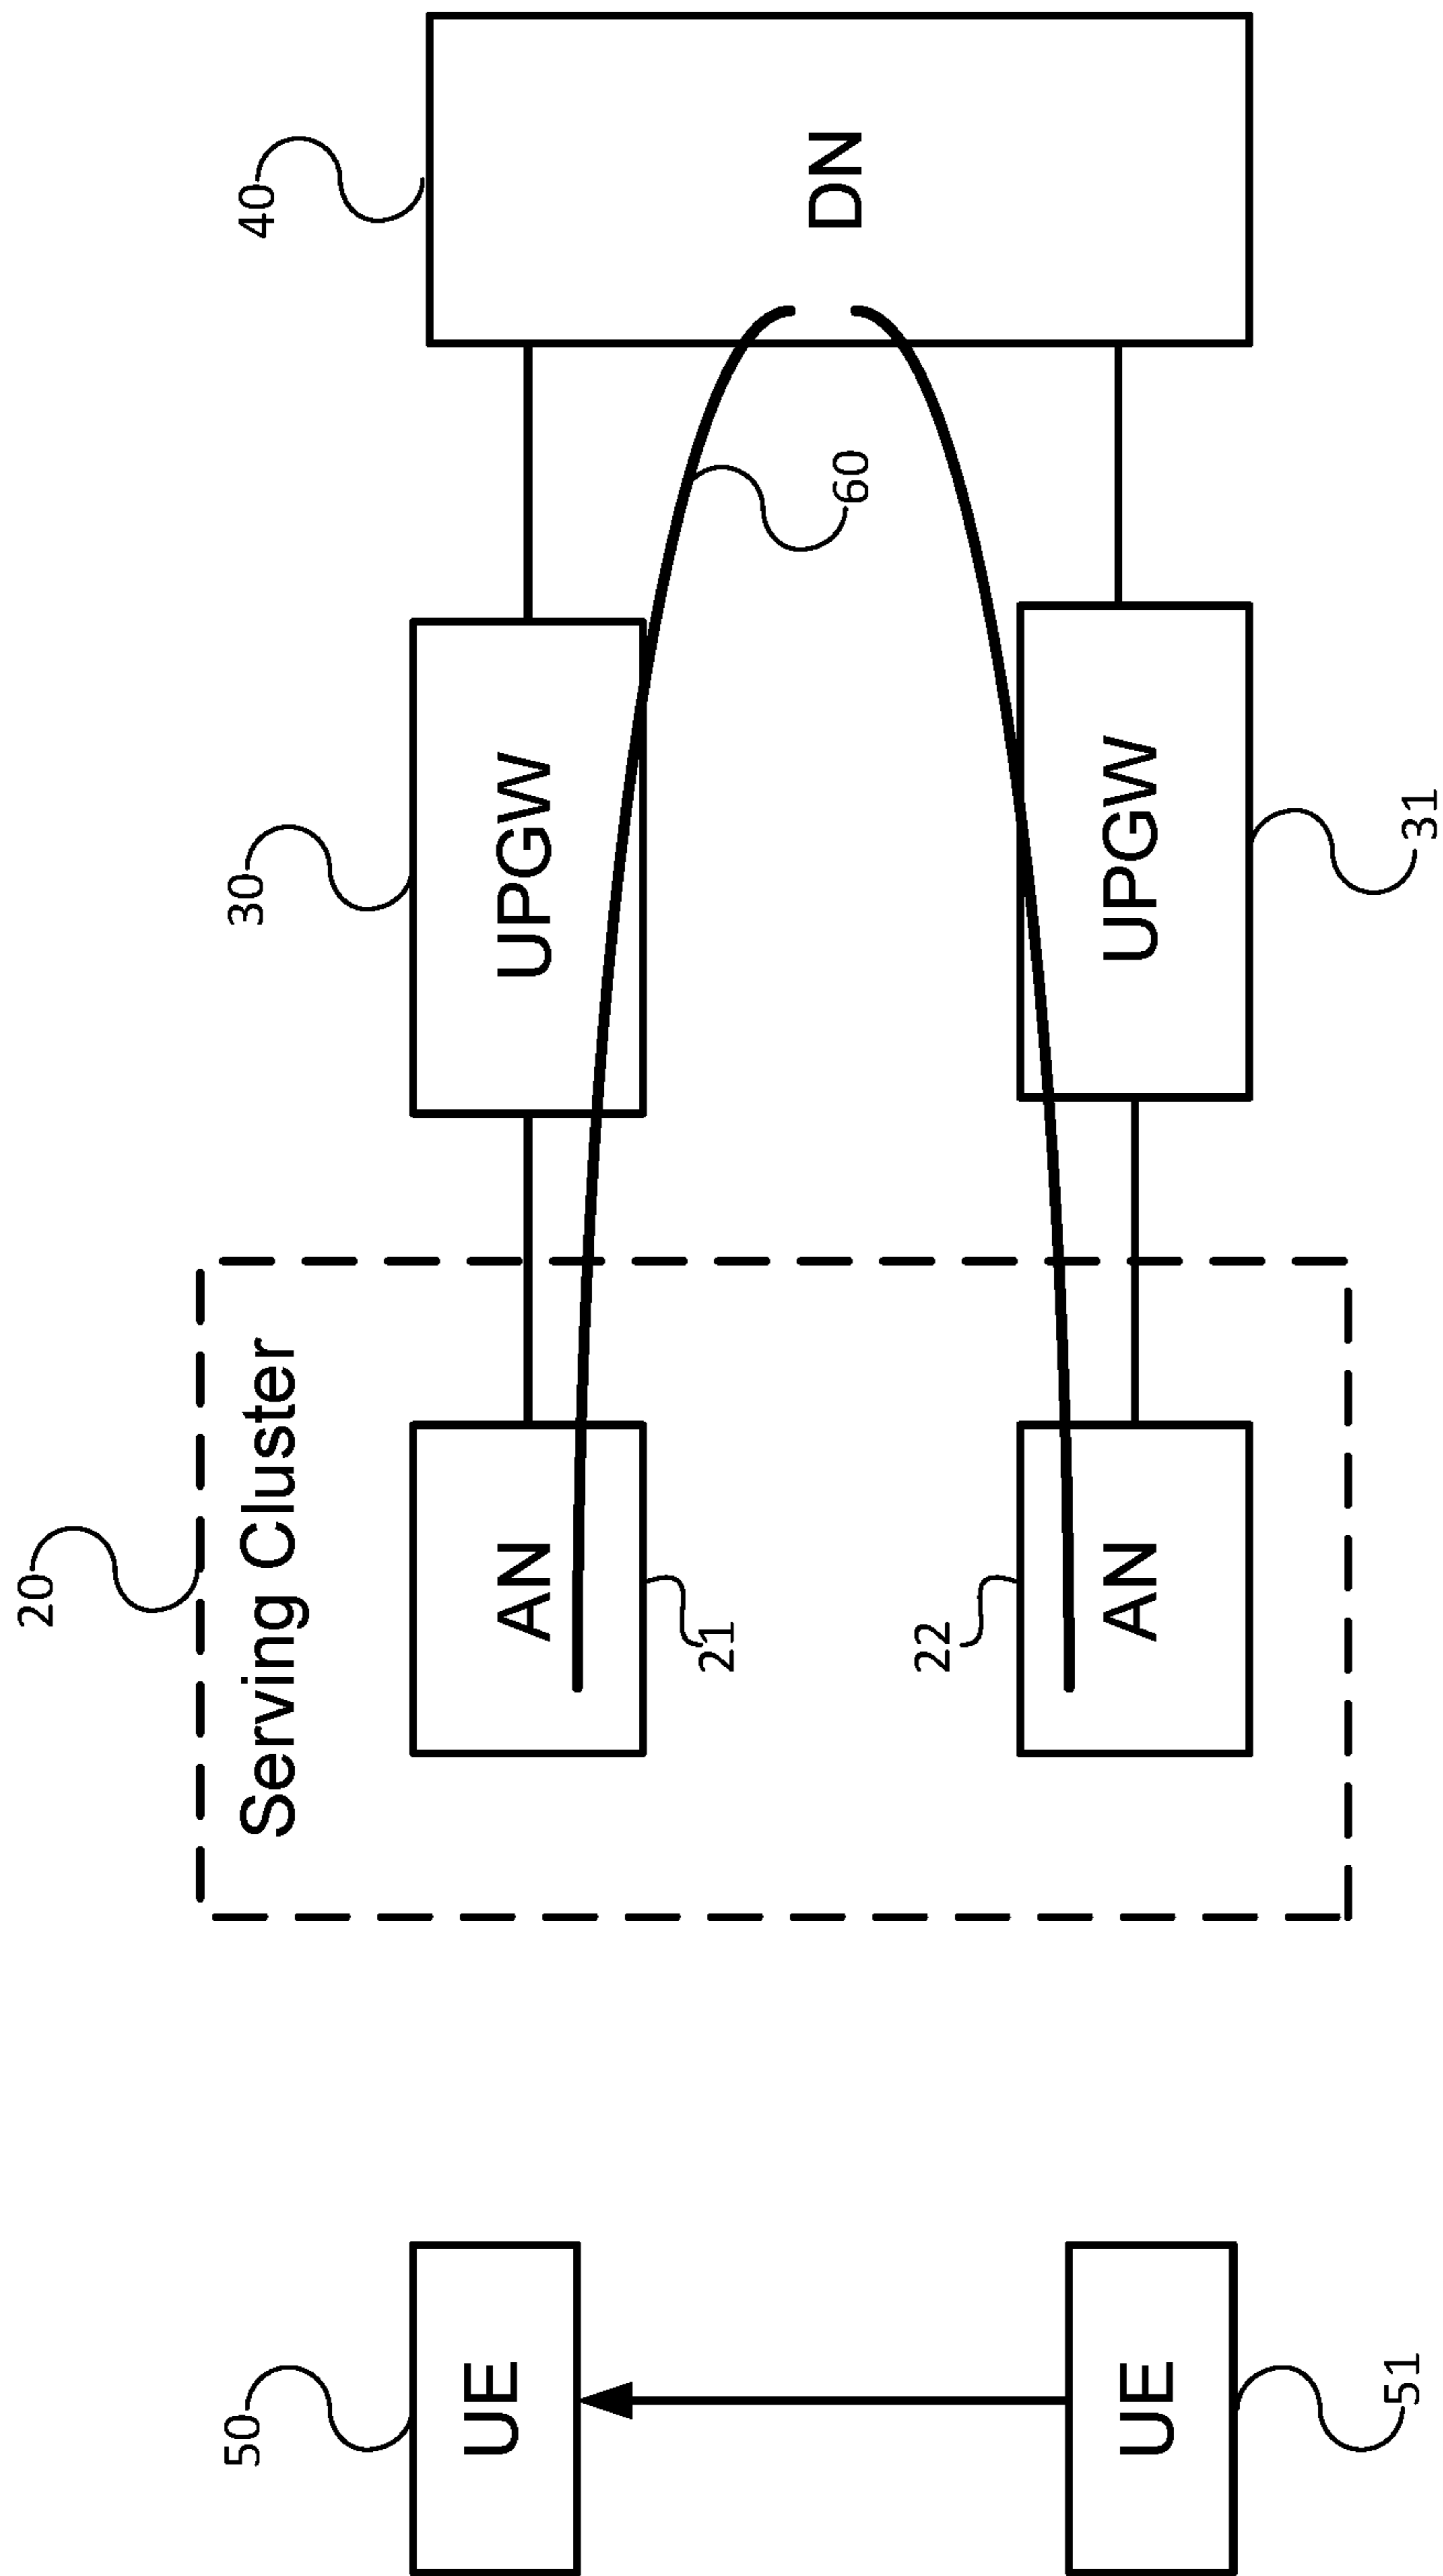 20
Serving Cluster
30
40
UE
50
AN
21
UPGW
60
DN
22
UE
51
AN
UPGW
31